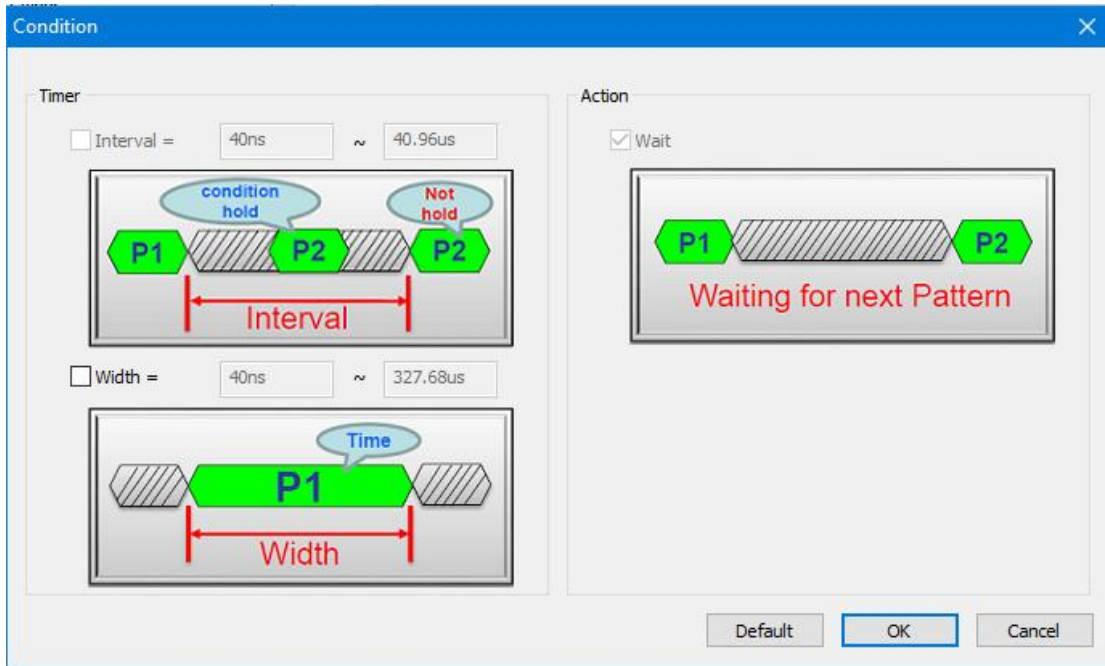 Condition
Timer
Interval =
40ns
~
40.96us
condition
hold
Not
hold
P1
P2
P2
Interval
Width =
40ns
~
327.68us
Time
P1
Width
Action
Wait
P1
P2
Waiting for next Pattern
Default
OK
Cancel